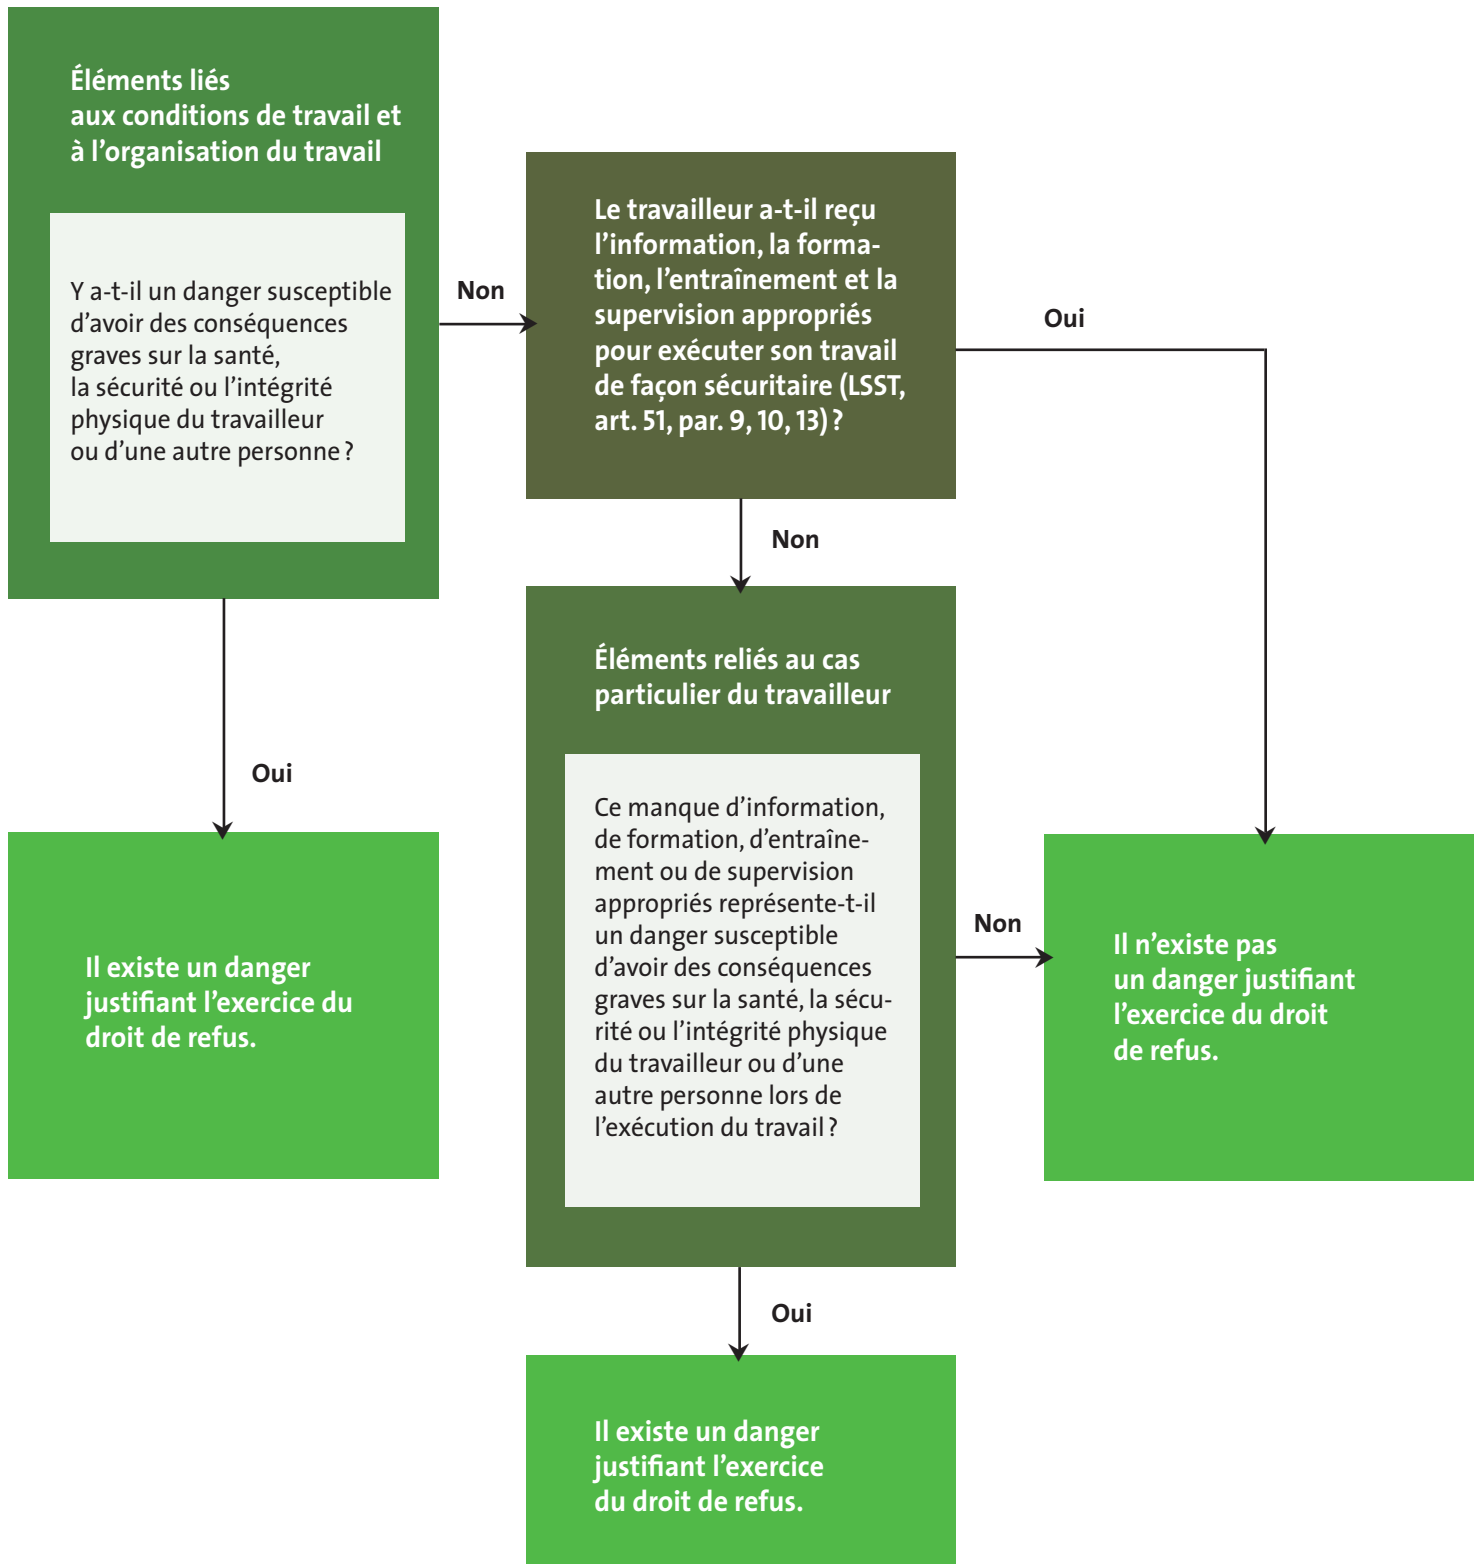 Éléments liés
aux conditions de travail et
à l’organisation du travail
Y a-t-il un danger susceptible
d’avoir des conséquences
graves sur la santé,
la sécurité ou l’intégrité
physique du travailleur
ou d’une autre personne ?
Non
Le travailleur a-t-il reçu
l’information, la forma-
tion, l’entraînement et la
supervision appropriés
pour exécuter son travail
de façon sécuritaire (LSST,
art. 51, par. 9, 10, 13) ?
Oui
Non
Éléments reliés au cas
particulier du travailleur
Ce manque d’information,
de formation, d’entraîne-
ment ou de supervision
appropriés représente-t-il
un danger susceptible
d’avoir des conséquences
graves sur la santé, la sécu-
rité ou l’intégrité physique
du travailleur ou d’une
autre personne lors de
l’exécution du travail ?
Oui
Il existe un danger
justifiant l’exercice du
droit de refus.
Non
Il n’existe pas
un danger justifiant
l’exercice du droit
de refus.
Oui
Il existe un danger
justifiant l’exercice
du droit de refus.